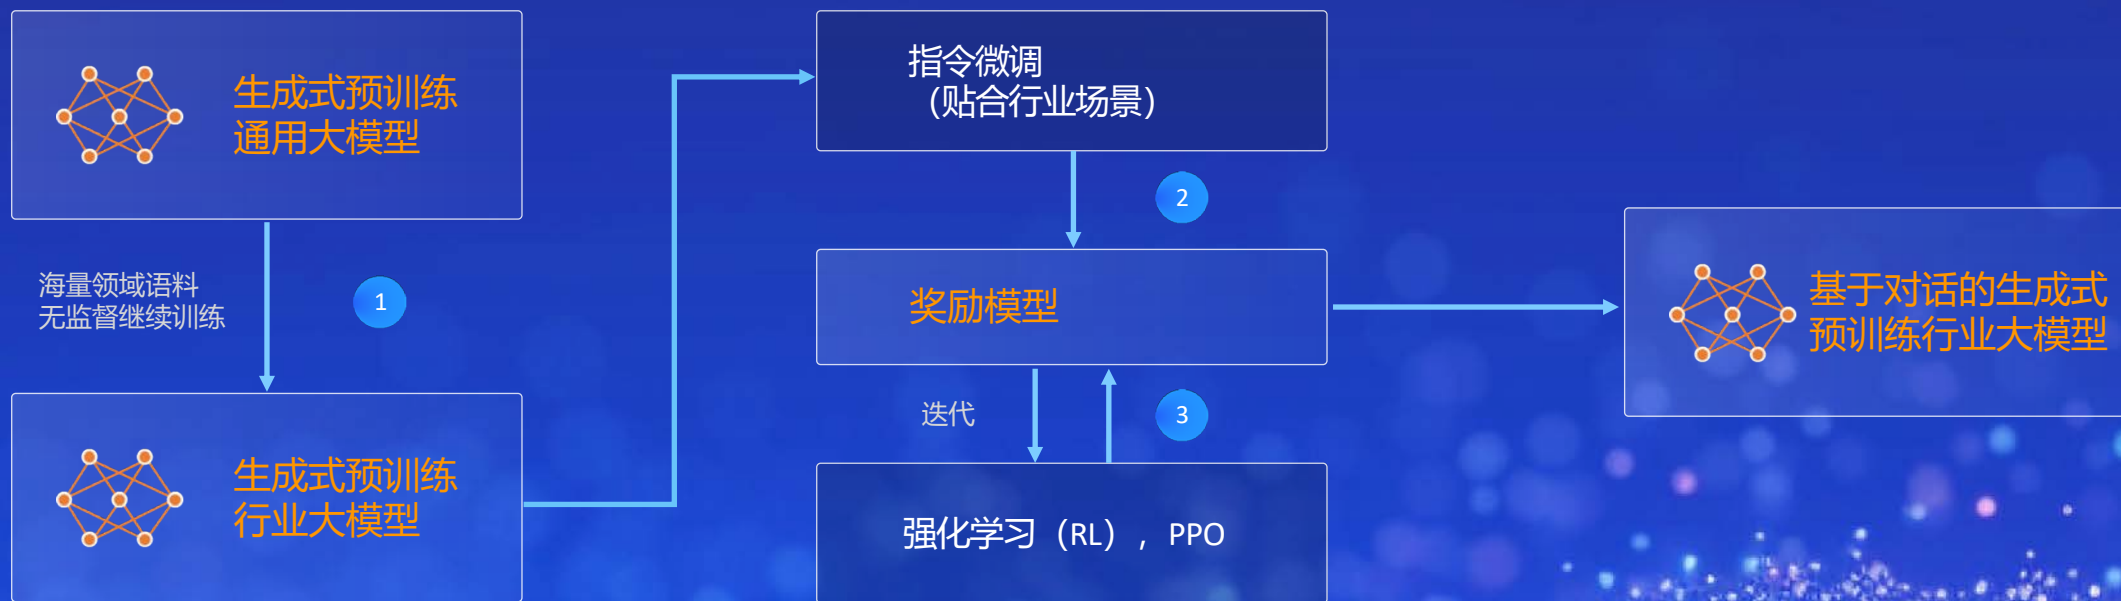 生成式预训练
通用大模型
海量领域语料
无监督继续训练
1
生成式预训练
行业大模型
指令微调
（贴合行业场景）
2
奖励模型
迭代
3
强化学习（RL），PPO
基于对话的生成式
预训练行业大模型